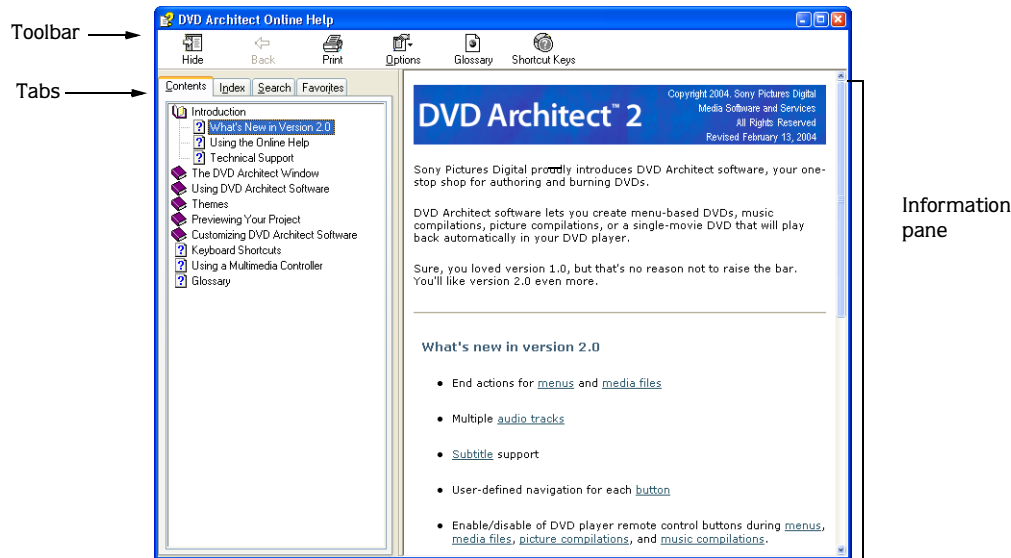 DVD Architect Online Help
Toolbar
Hide
Back
Print
Options
Glossary
Shortcut Keys
Tabs
Contents
Index
Search
Favorites
Introduction
What's New in Version 2.0
Using the Online Help
Technical Support
The DVD Architect Window
Using DVD Architect Software
Themes
Previewing Your Project
Customizing DVD Architect Software
Keyboard Shortcuts
Using a Multimedia Controller
Glossary
DVD Architect™ 2
Copyright 2004. Sony Pictures Digital
Media Software and Services
All Rights Reserved
Revised February 13, 2004
Sony Pictures Digital proudly introduces DVD Architect software, your one-
stop shop for authoring and burning DVDs.
DVD Architect software lets you create menu-based DVDs, music
compilations, picture compilations, or a single-movie DVD that will play
back automatically in your DVD player.
Sure, you loved version 1.0, but that's no reason not to raise the bar.
You'll like version 2.0 even more.
What's new in version 2.0
• End actions for menus and media files
• Multiple audio tracks
• Subtitle support
• User-defined navigation for each button
• Enable/disable of DVD player remote control buttons during menus,
media files, picture compilations, and music compilations.
Information
pane